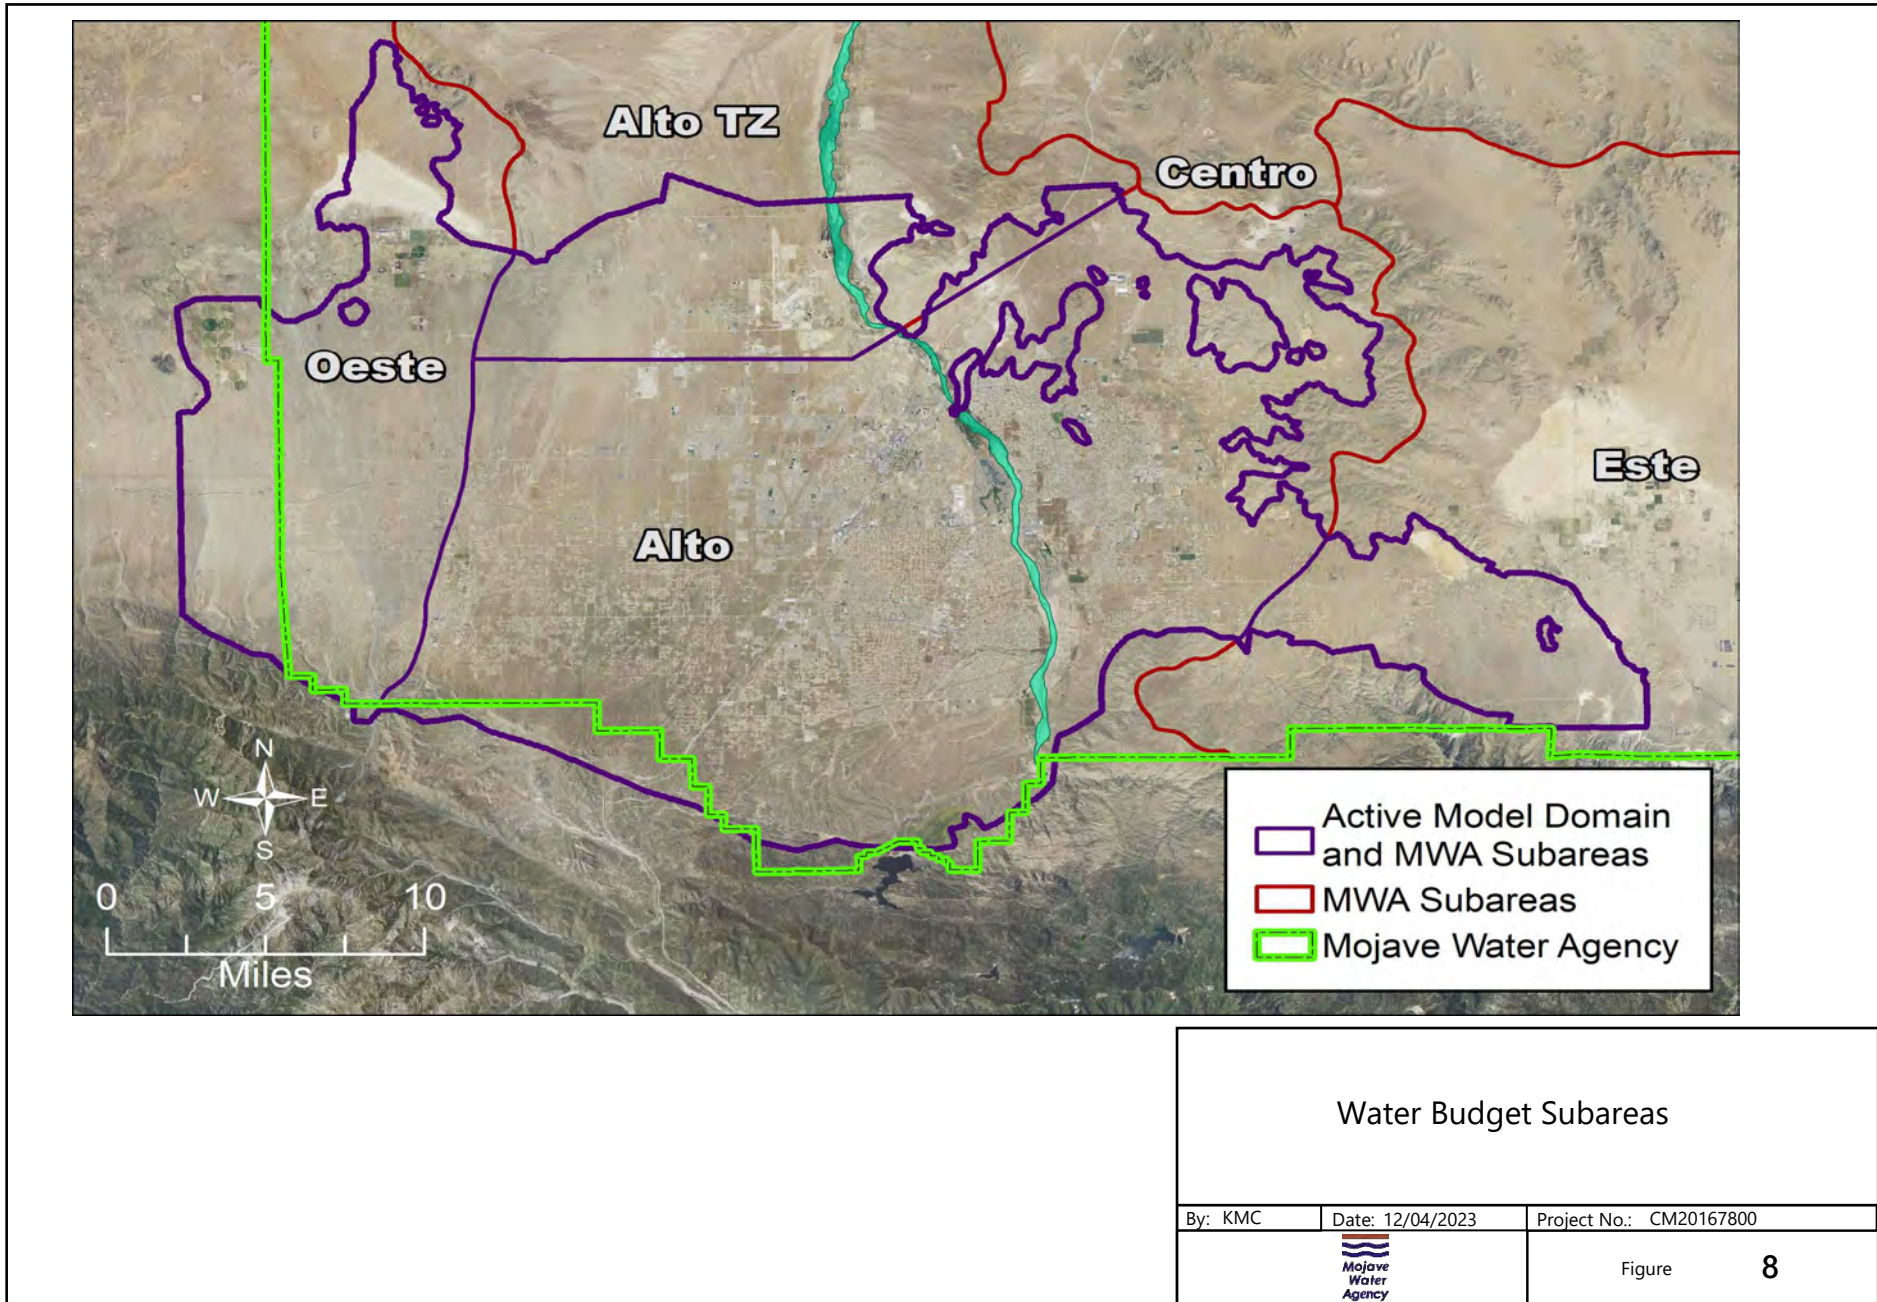 Alto TZ
Centro
Oeste
Este
Alto
N
W E
S
0 5 10
Miles
Active Model Domain
and MWA Subareas
MWA Subareas
Mojave Water Agency
Water Budget Subareas
By: KMC Date: 12/04/2023 Project No.: CM20167800
Mojave
Water
Agency
Figure 8